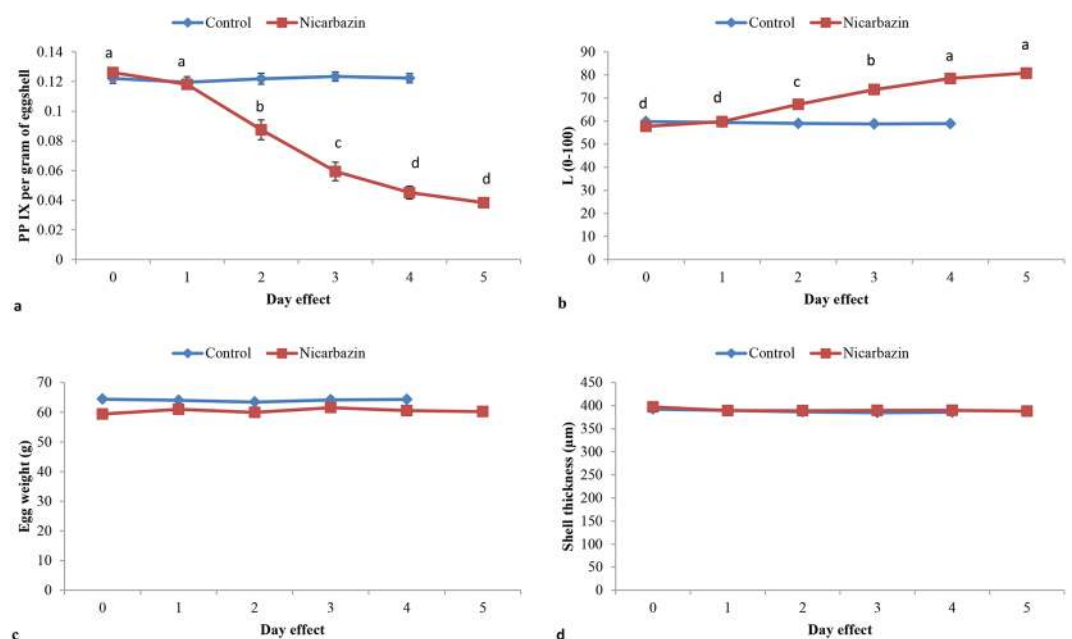 Control Nicarbazin
0.14
0.12
0.1
0.08
0.06
0.04
0.02
0
PP IX per gram of eggshell
a a b c d d
0 1 2 3 4 5
Day effect
a
Control Nicarbazin
90
80
70
60
50
40
30
20
10
0
L (0-100)
d d c b a a
0 1 2 3 4 5
Day effect
b
Control Nicarbazin
70
60
50
40
30
20
10
0
Egg weight (g)
0 1 2 3 4 5
Day effect
c
Control Nicarbazin
450
400
350
300
250
200
150
100
50
0
Shell thickness (µm)
0 1 2 3 4 5
Day effect
d